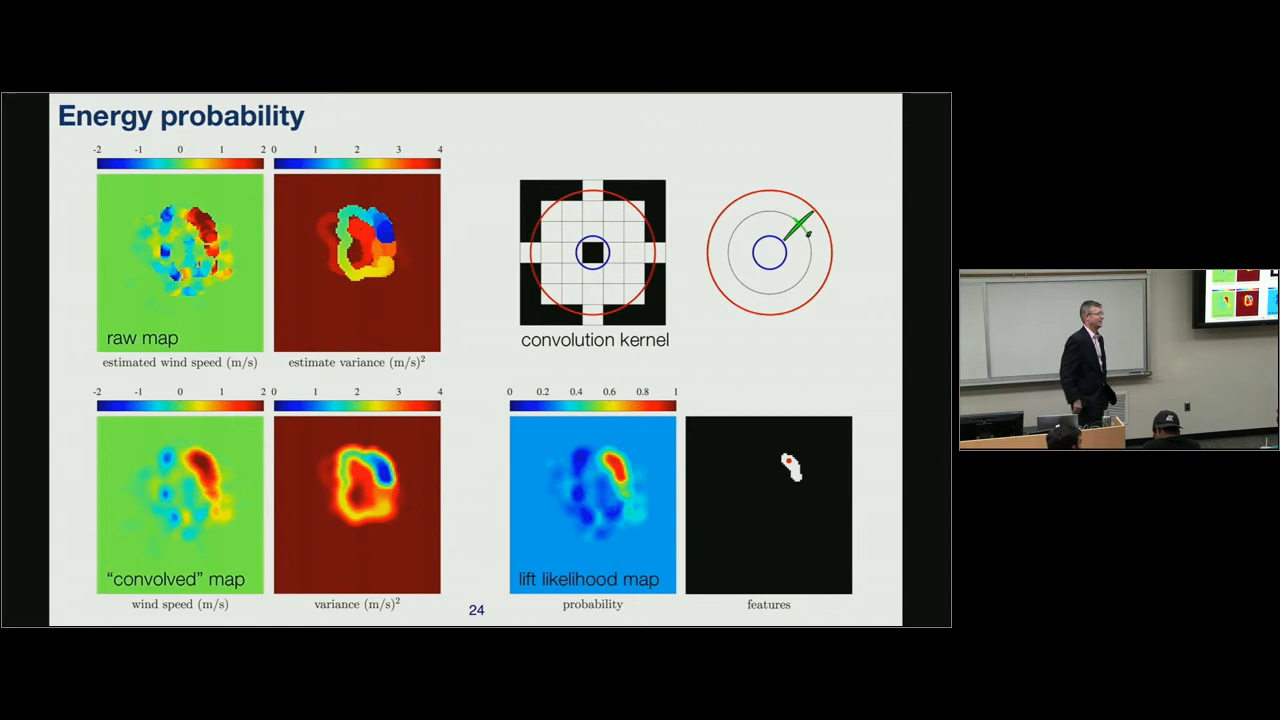 Energy probability
-2 -1 0 1 2 0 1 2 3 4
raw map
estimated wind speed (m/s) estimate variance (m/s)²
convolution kernel
-2 -1 0 1 2 0 1 2 3 4
0 0.2 0.4 0.6 0.8 1
“convolved” map
lift likelihood map
wind speed (m/s) variance (m/s)²
probability features
24